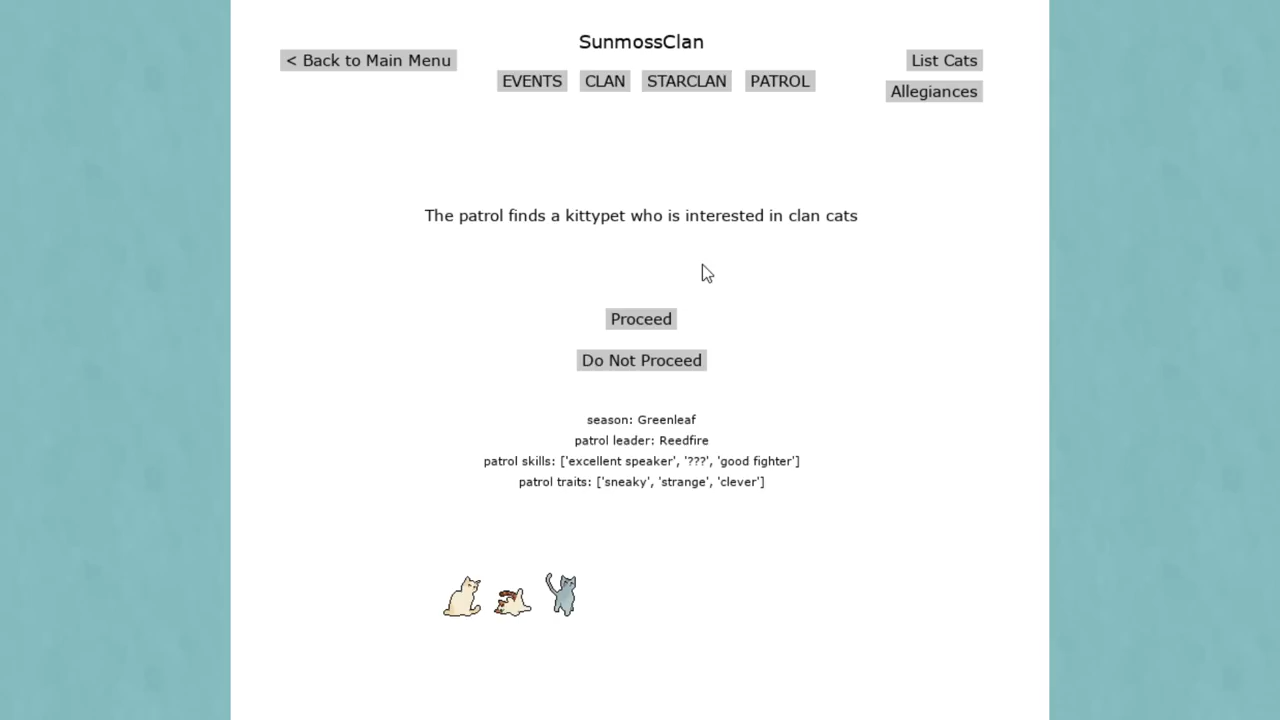 SunmossClan
< Back to Main Menu
List Cats
EVENTS CLAN STARCLAN PATROL
Allegiances
The patrol finds a kittypet who is interested in clan cats
Proceed
Do Not Proceed
season: Greenleaf
patrol leader: Reedfire
patrol skills: ['excellent speaker', '???', 'good fighter']
patrol traits: ['sneaky', 'strange', 'clever']